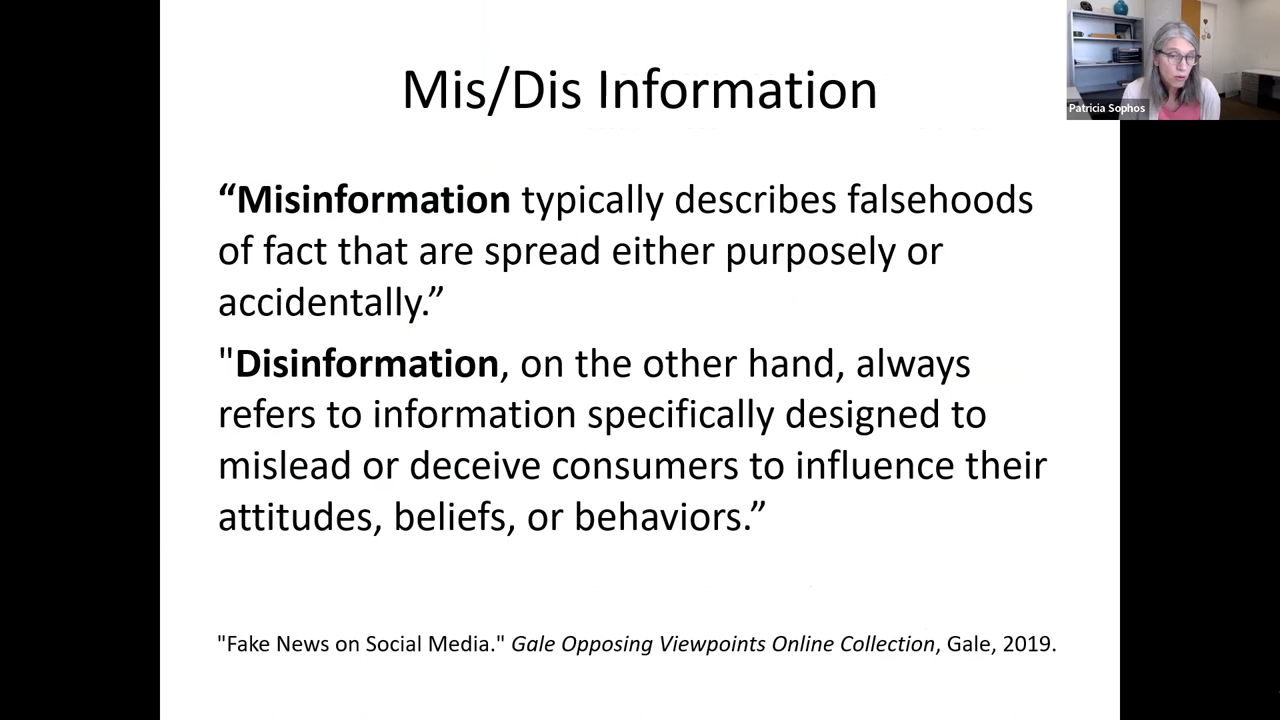 Mis/Dis Information
Patricia Sophos
“Misinformation typically describes falsehoods
of fact that are spread either purposely or
accidentally.”
"Disinformation, on the other hand, always
refers to information specifically designed to
mislead or deceive consumers to influence their
attitudes, beliefs, or behaviors.”
"Fake News on Social Media." Gale Opposing Viewpoints Online Collection, Gale, 2019.